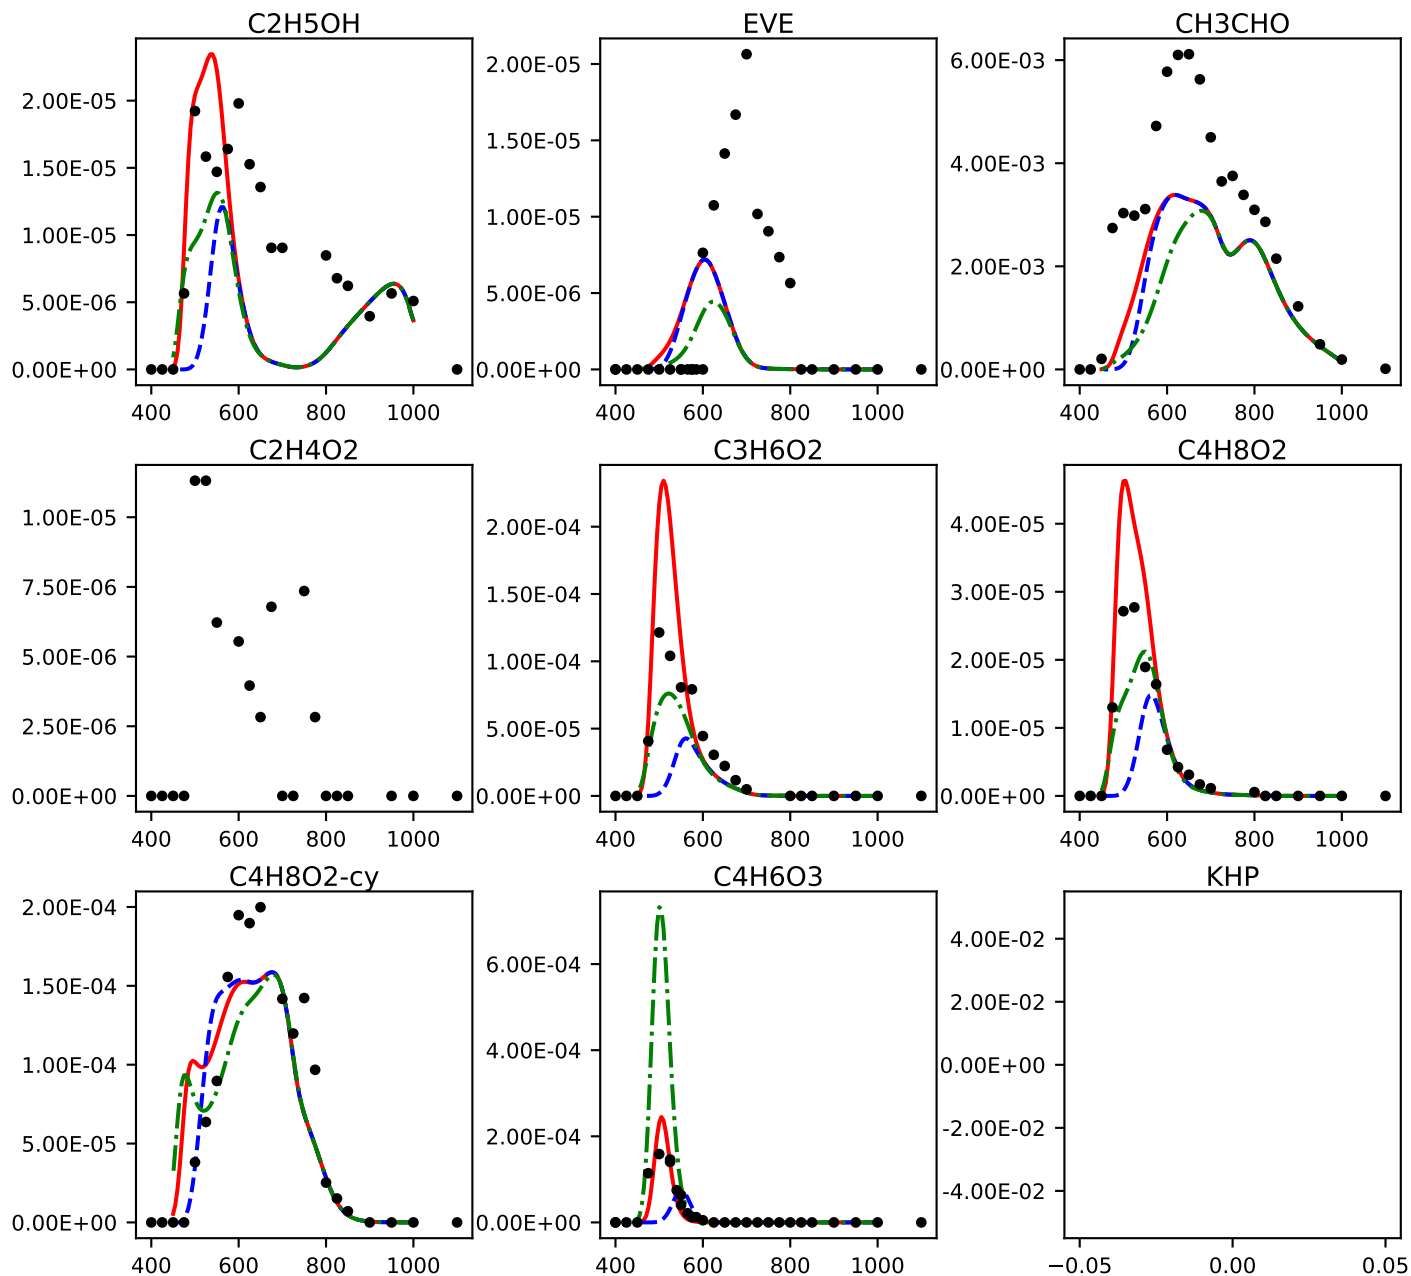 C2H5OH EVE CH3CHO
2.00E-05
1.50E-05
1.00E-05
5.00E-06
0.00E+00
400 600 800 1000
2.00E-05
1.50E-05
1.00E-05
5.00E-06
0.00E+00
400 600 800 1000
6.00E-03
4.00E-03
2.00E-03
0.00E+00
400 600 800 1000
C2H4O2 C3H6O2 C4H8O2
1.00E-05
7.50E-06
5.00E-06
2.50E-06
0.00E+00
400 600 800 1000
2.00E-04
1.50E-04
1.00E-04
5.00E-05
0.00E+00
400 600 800 1000
4.00E-05
3.00E-05
2.00E-05
1.00E-05
0.00E+00
400 600 800 1000
C4H8O2-cy C4H6O3 KHP
2.00E-04
1.50E-04
1.00E-04
5.00E-05
0.00E+00
400 600 800 1000
6.00E-04
4.00E-04
2.00E-04
0.00E+00
400 600 800 1000
4.00E-02
2.00E-02
0.00E+00
-2.00E-02
-4.00E-02
−0.05 0.00 0.05